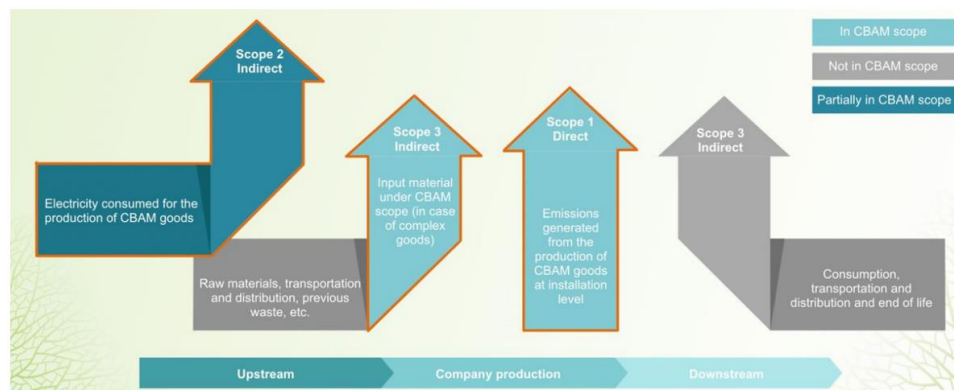 Scope 2
Indirect
In CBAM scope
Not in CBAM scope
Partially in CBAM scope
Scope 3
Indirect
Scope 1
Direct
Scope 3
Indirect
Electricity consumed for the
production of CBAM goods
Input material
under CBAM
scope (in case
of complex
goods)
Emissions
generated
from the
production of
CBAM goods
at installation
level
Raw materials, transportation
and distribution, previous
waste, etc.
Consumption,
transportation and
distribution and end of life
Upstream
Company production
Downstream